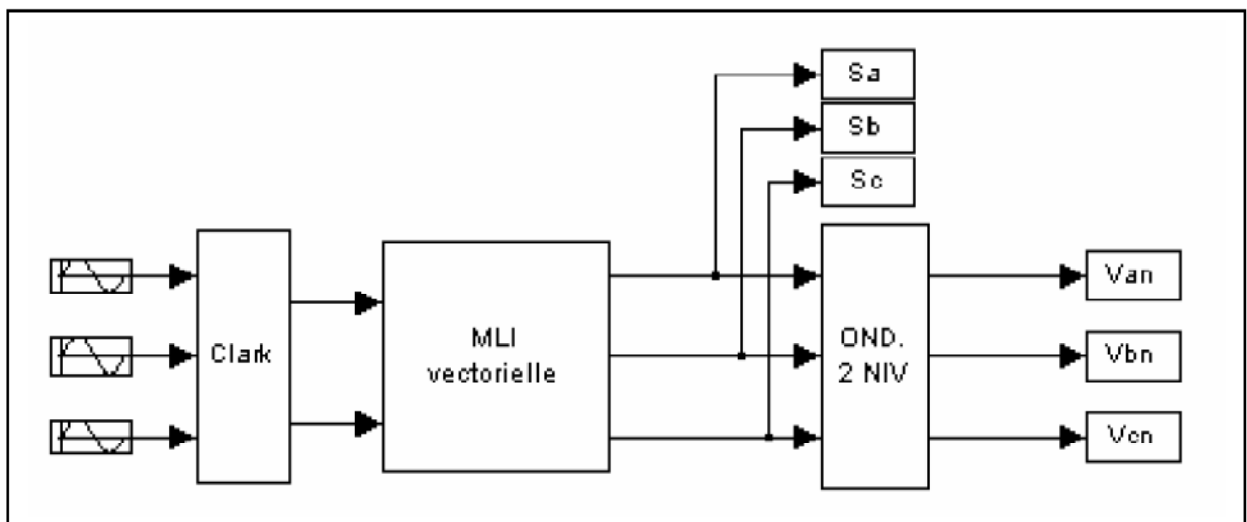 Sa
Sb
Sc
Clark
MLI
vectorielle
OND.
2 NIV
Van
Vbn
Vcn